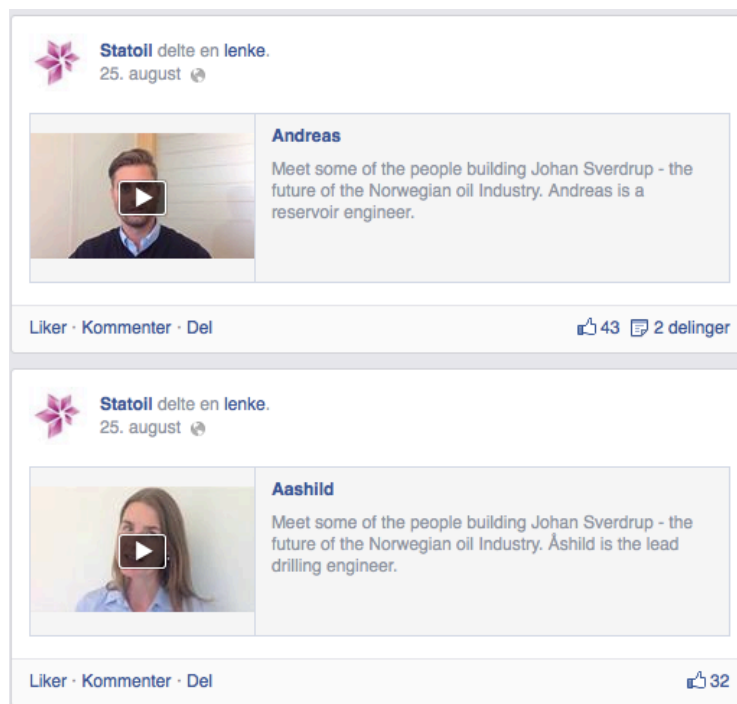 Statoil delte en lenke.
25. august
Andreas
Meet some of the people building Johan Sverdrup - the
future of the Norwegian oil Industry. Andreas is a
reservoir engineer.
Liker · Kommenter · Del
43 2 delinger
Statoil delte en lenke.
25. august
Aashild
Meet some of the people building Johan Sverdrup - the
future of the Norwegian oil Industry. Åshild is the lead
drilling engineer.
Liker · Kommenter · Del
32